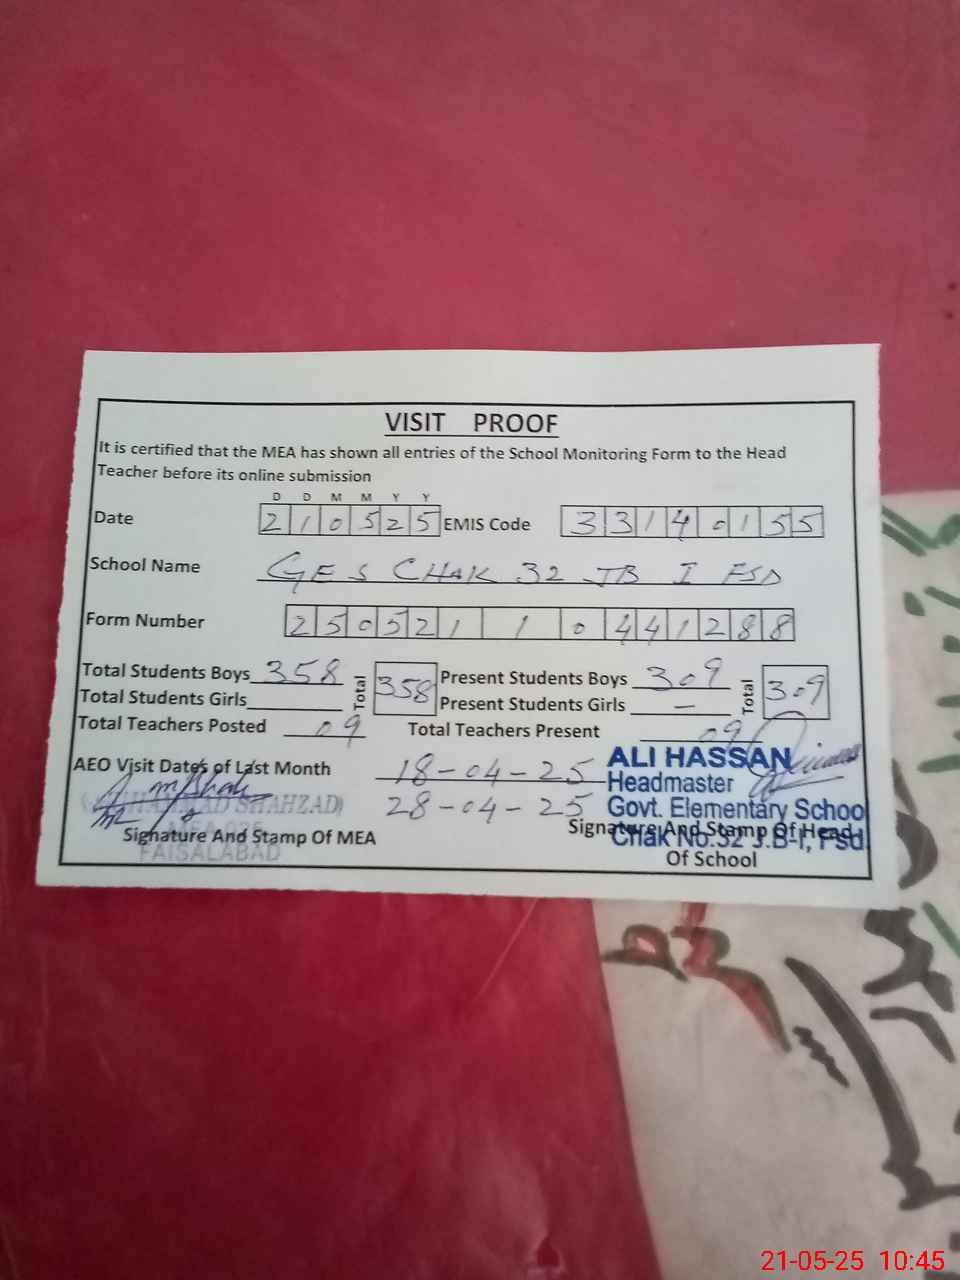 VISIT PROOF
It is certified that the MEA has shown all entries of the School Monitoring Form to the Head
Teacher before its online submission
D D M M Y Y
Date 2 1 0 5 2 5 EMIS Code 3 3 1 4 0 1 5 5
School Name GES CHAK 32 JB I FSD
Form Number 2 5 0 5 2 1 1 0 4 4 1 2 8 8
Total Students Boys 358 Total 358 Present Students Boys 309 Total 309
Total Students Girls Present Students Girls —
Total Teachers Posted 09 Total Teachers Present 09
AEO Visit Dates of Last Month 18-04-25
28-04-25
ALI HASSAN
Headmaster
Govt. Elementary School
Chak No.32 J.B-I, Fsd.
(MUHAMMAD SHAHZAD)
FAISALABAD
Signature And Stamp Of MEA
Signature And Stamp Of Head
Of School
21-05-25 10:45